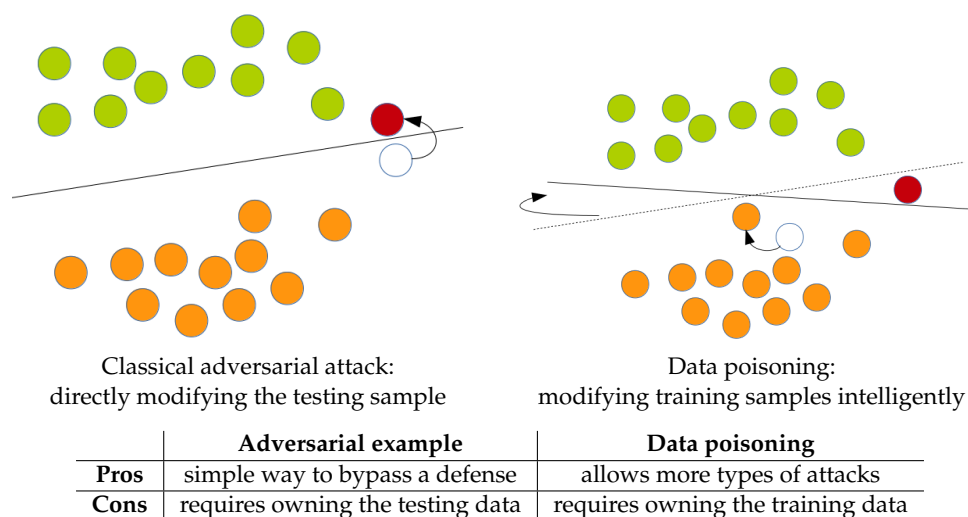 Classical adversarial attack:
directly modifying the testing sample
Data poisoning:
modifying training samples intelligently
Adversarial example Data poisoning
Pros simple way to bypass a defense allows more types of attacks
Cons requires owning the testing data requires owning the training data